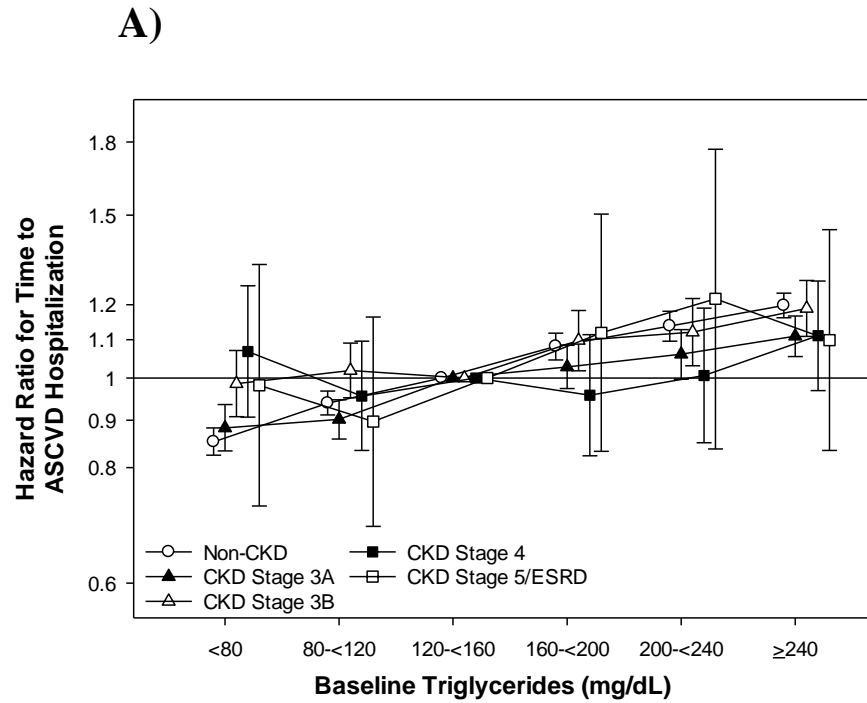 A)
Hazard Ratio for Time to
ASCVD Hospitalization
1.8
1.5
1.2
1.1
1
0.9
0.8
0.6
Non-CKD
CKD Stage 3A
CKD Stage 3B
CKD Stage 4
CKD Stage 5/ESRD
<80
80-<120
120-<160
160-<200
200-<240
≥240
Baseline Triglycerides (mg/dL)